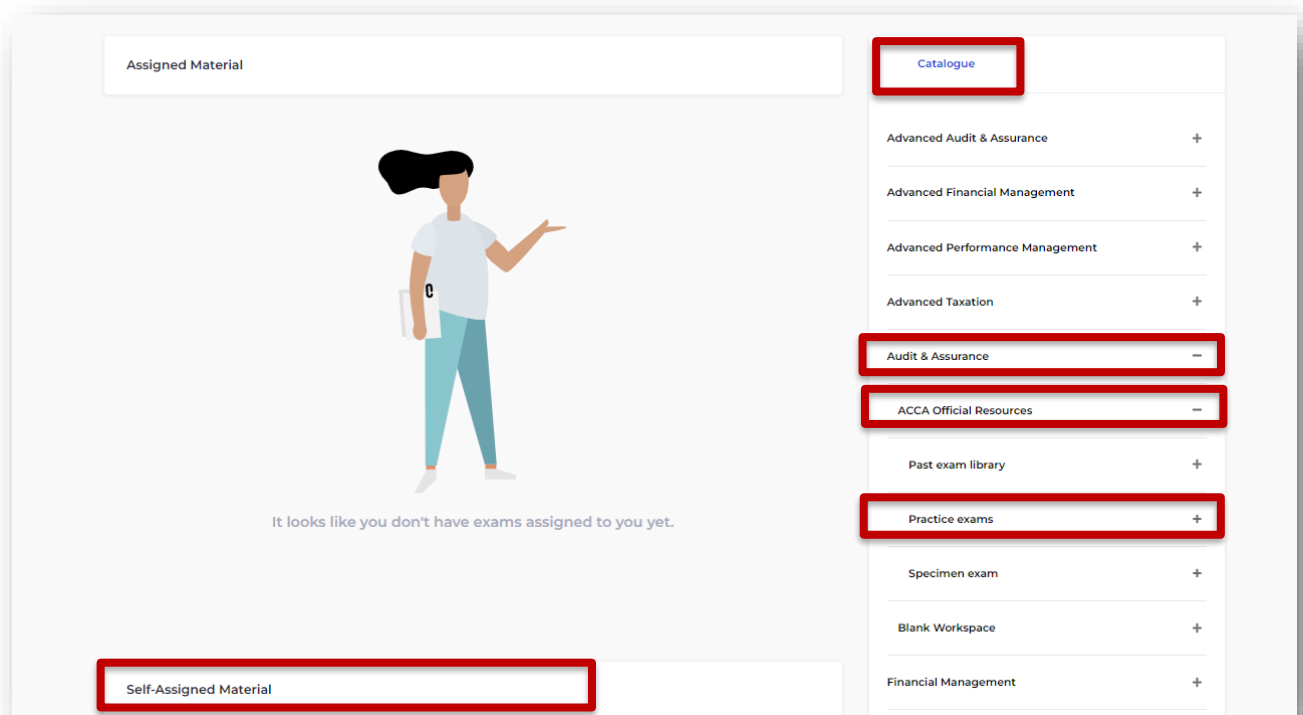 Assigned Material
It looks like you don't have exams assigned to you yet.
Self-Assigned Material
Catalogue
Advanced Audit & Assurance +
Advanced Financial Management +
Advanced Performance Management +
Advanced Taxation +
Audit & Assurance −
ACCA Official Resources −
Past exam library +
Practice exams +
Specimen exam +
Blank Workspace +
Financial Management +